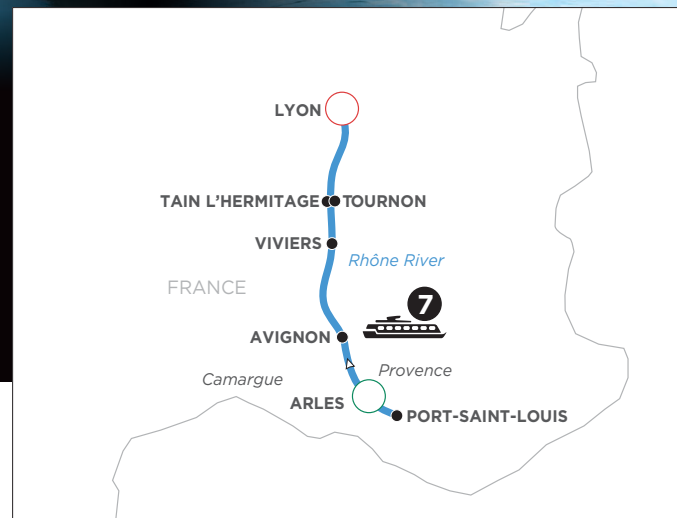 LYON
TAIN L'HERMITAGE TOURNON
VIVIERS
Rhône River
FRANCE
7
AVIGNON
Camargue
Provence
ARLES
PORT-SAINT-LOUIS